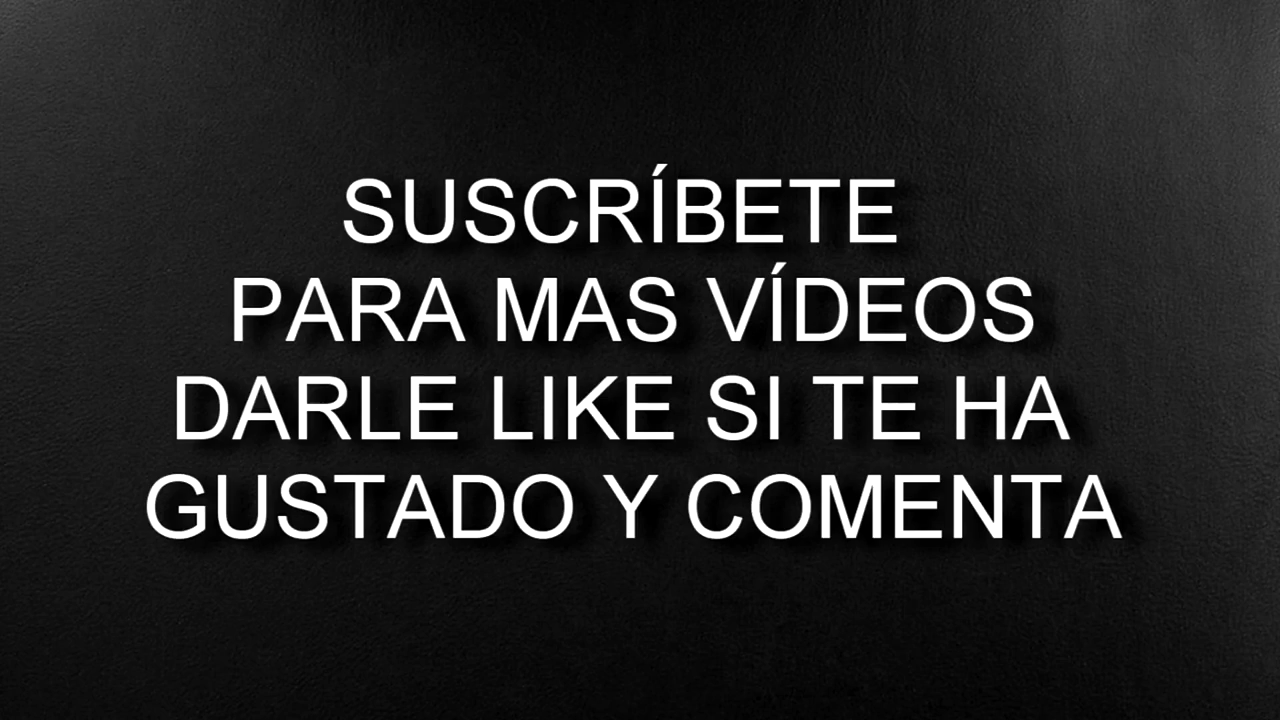 SUSCRÍBETE
PARA MAS VÍDEOS
DARLE LIKE SI TE HA
GUSTADO Y COMENTA